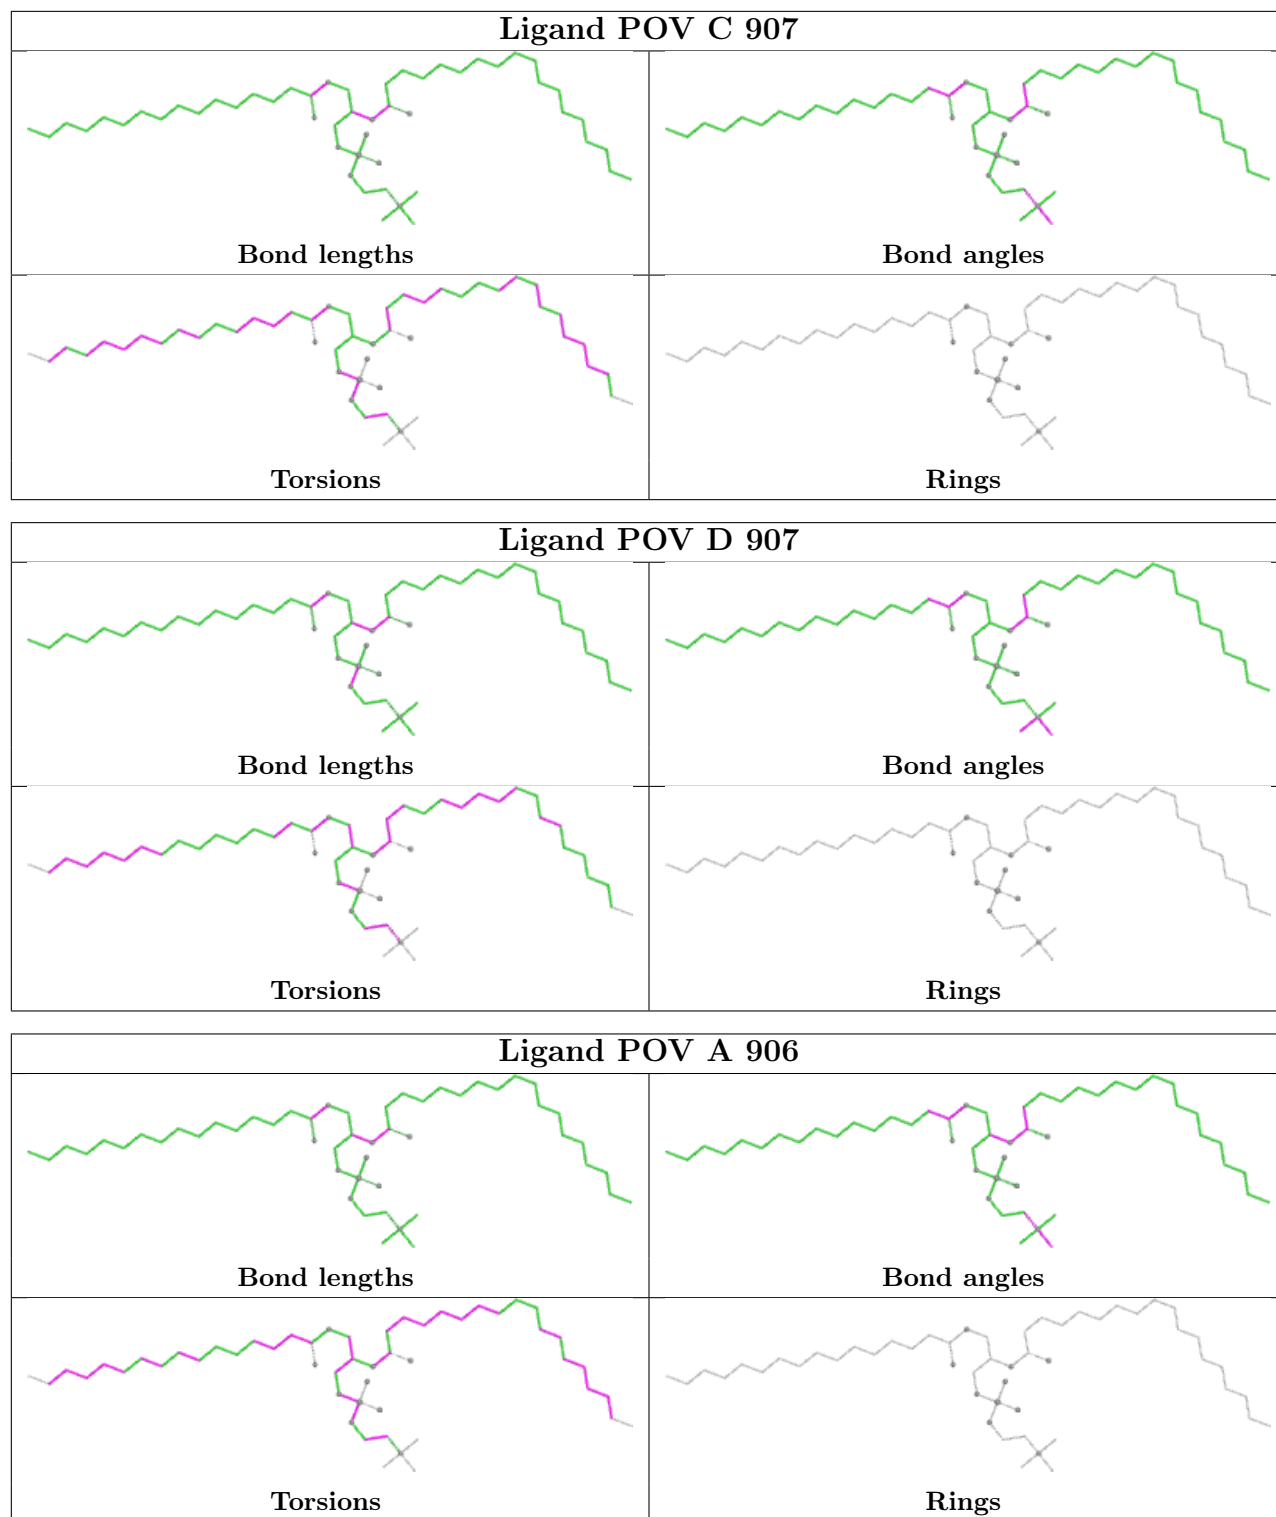 Ligand POV C 907
Bond lengths
Bond angles
Torsions
Rings
Ligand POV D 907
Bond lengths
Bond angles
Torsions
Rings
Ligand POV A 906
Bond lengths
Bond angles
Torsions
Rings